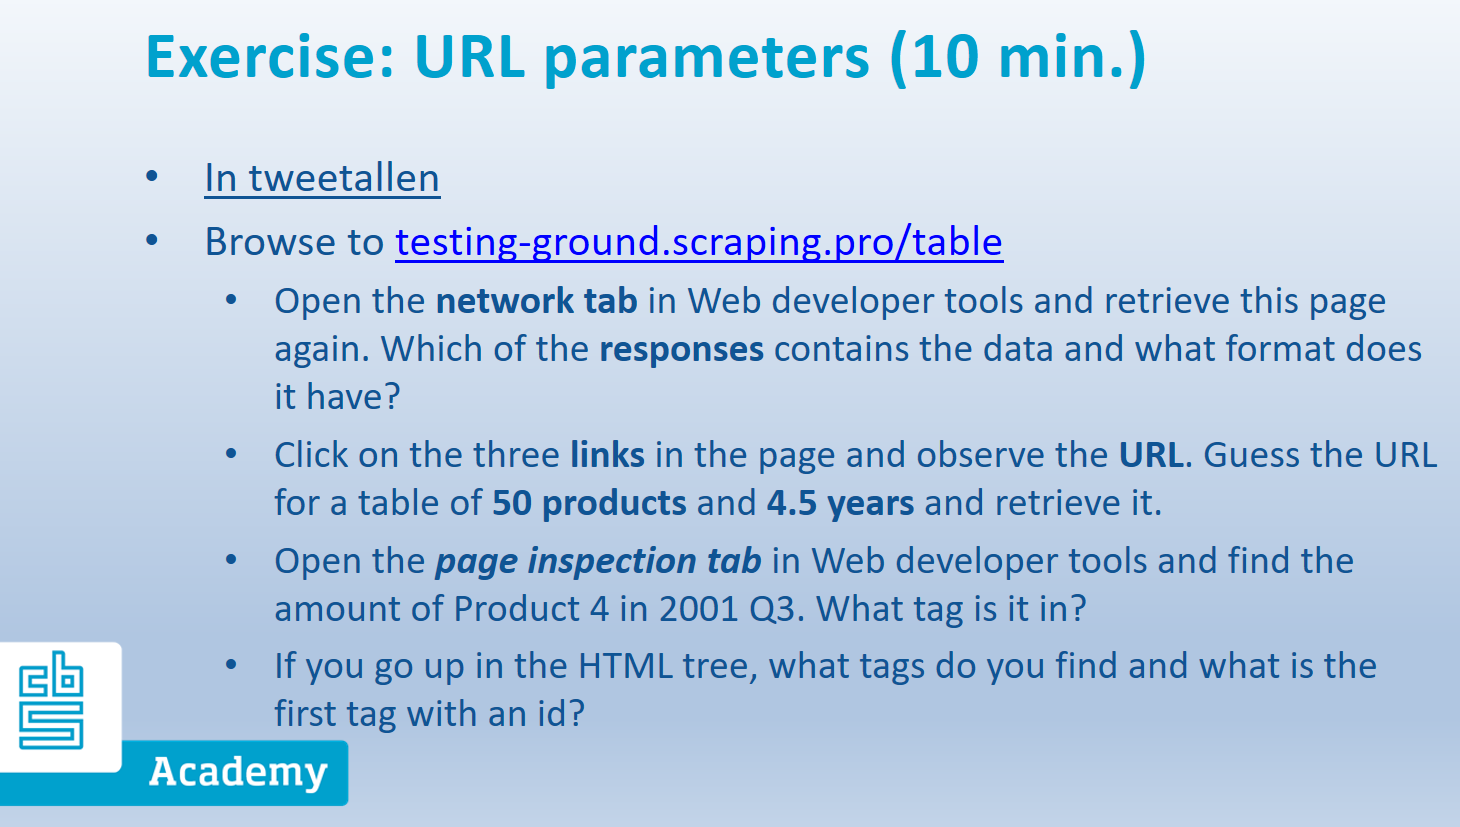 Exercise: URL parameters (10 min.)
• In tweetallen
• Browse to testing-ground.scraping.pro/table
• Open the network tab in Web developer tools and retrieve this page
again. Which of the responses contains the data and what format does
it have?
• Click on the three links in the page and observe the URL. Guess the URL
for a table of 50 products and 4.5 years and retrieve it.
• Open the page inspection tab in Web developer tools and find the
amount of Product 4 in 2001 Q3. What tag is it in?
• If you go up in the HTML tree, what tags do you find and what is the
first tag with an id?
cbs
Academy